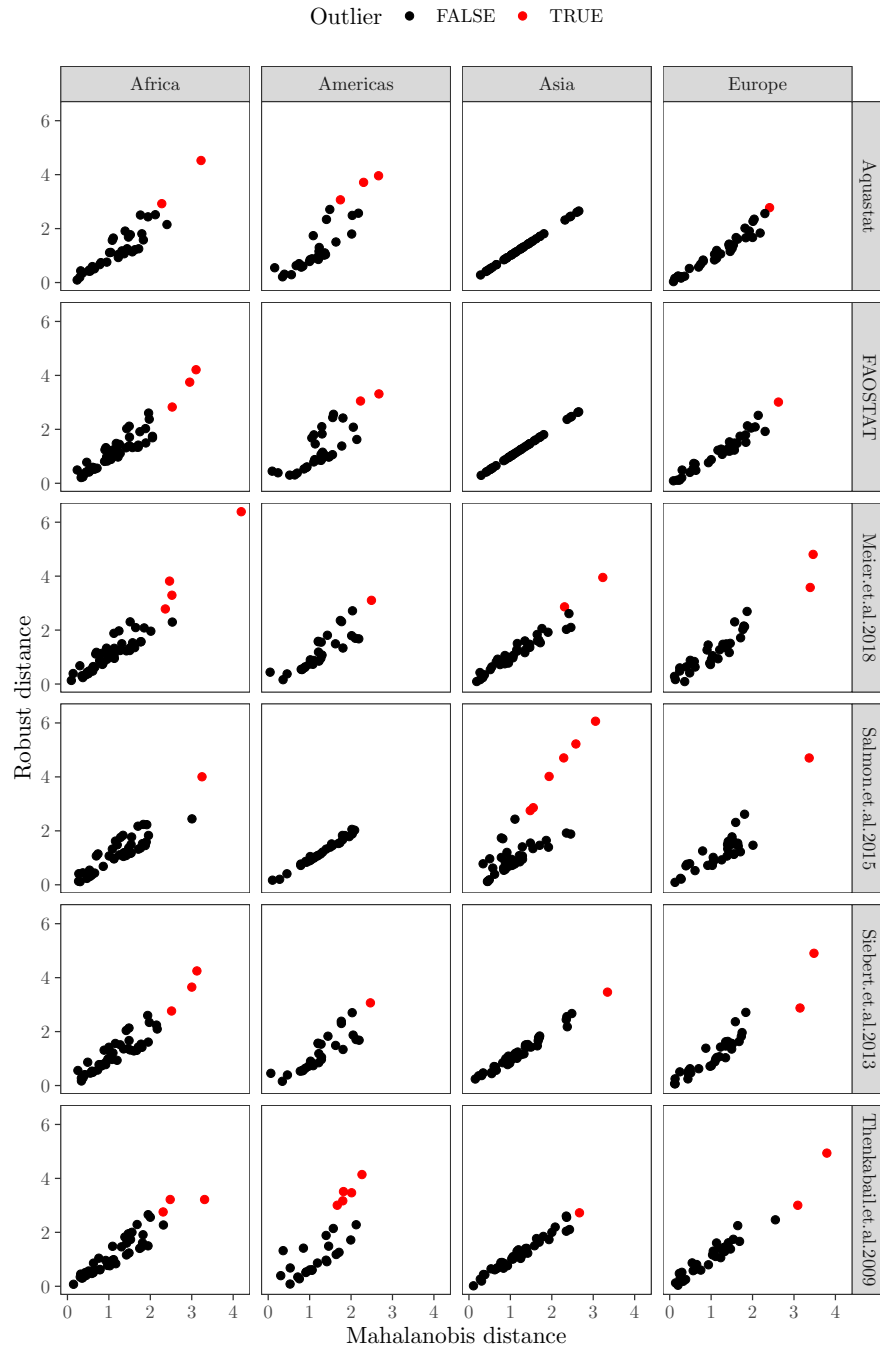 Outlier FALSE TRUE
Africa Americas Asia Europe
6
4
2
0
Aquastat
6
4
2
0
FAOSTAT
6
4
2
0
Meier.et.al.2018
Robust distance
6
4
2
0
Salmon.et.al.2015
6
4
2
0
Siebert.et.al.2013
6
4
2
0
Thenkabail.et.al.2009
0 1 2 3 4 0 1 2 3 4 0 1 2 3 4 0 1 2 3 4
Mahalanobis distance